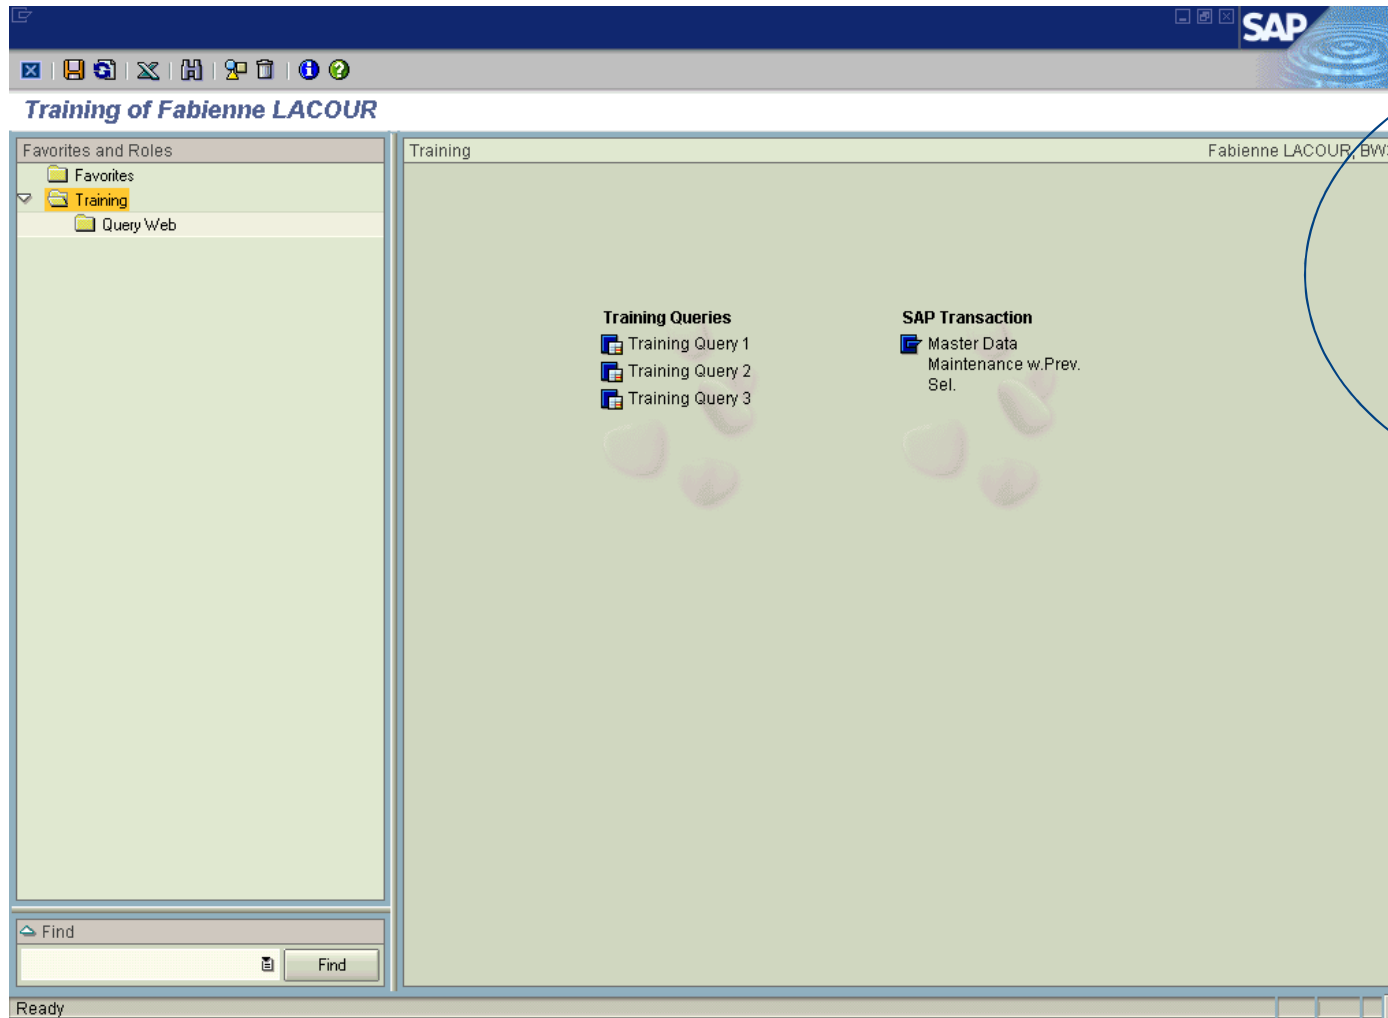 SAP
Training of Fabienne LACOUR
Favorites and Roles
Favorites
Training
Query Web
Training
Fabienne LACOUR, BW
Training Queries
Training Query 1
Training Query 2
Training Query 3
SAP Transaction
Master Data
Maintenance w.Prev.
Sel.
Find
Find
Ready